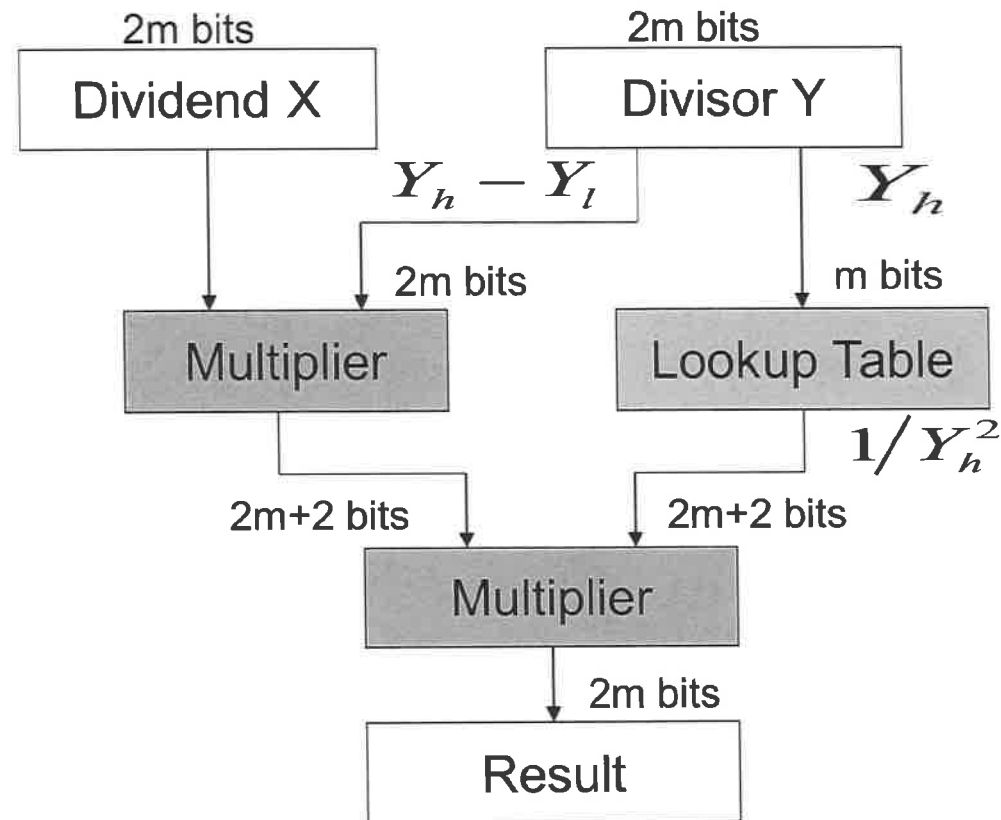 2m bits
2m bits
Dividend X
Divisor Y
Y_h − Y_l
Y_h
2m bits
m bits
Multiplier
Lookup Table
1/Y_h^2
2m+2 bits
2m+2 bits
Multiplier
2m bits
Result